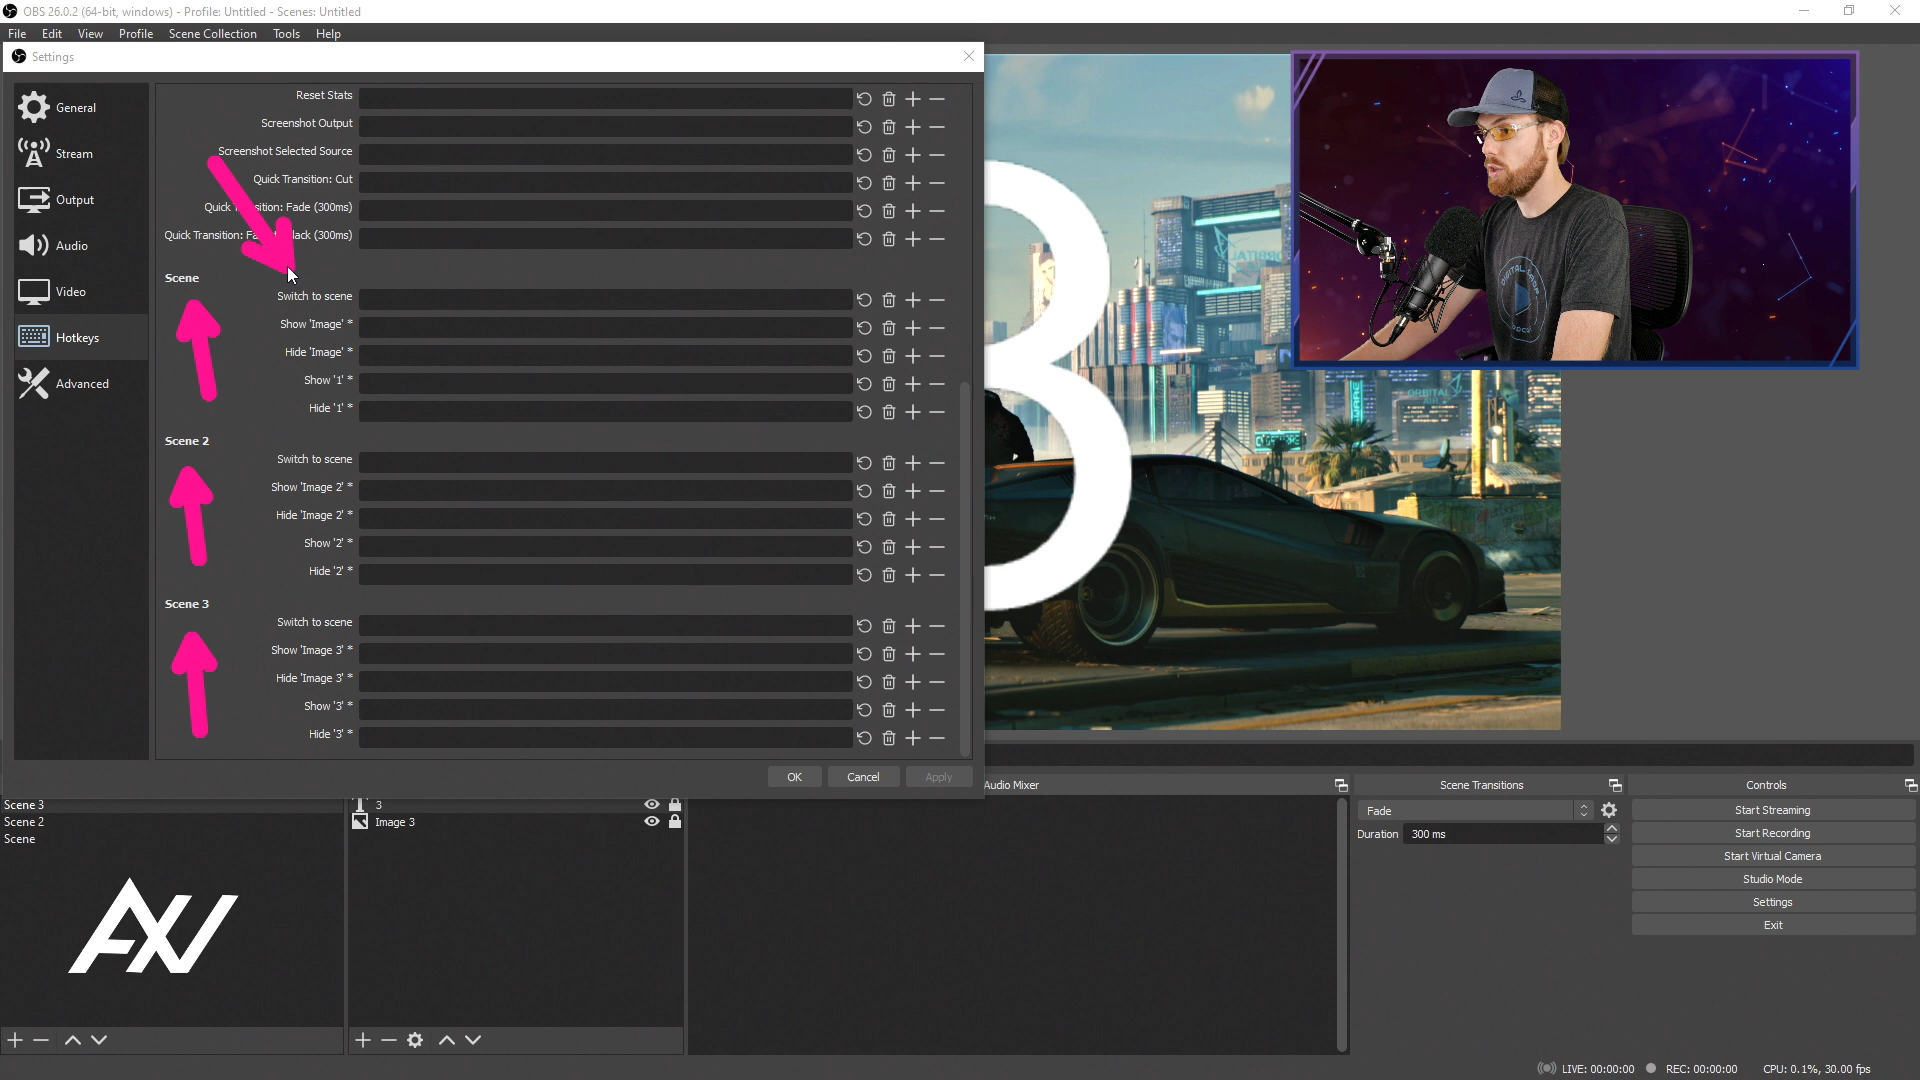 OBS 26.0.2 (64-bit, windows) - Profile: Untitled - Scenes: Untitled
File Edit View Profile Scene Collection Tools Help
Settings
General
Stream
Output
Audio
Video
Hotkeys
Advanced
Reset Stats
Screenshot Output
Screenshot Selected Source
Quick Transition: Cut
Quick Transition: Fade (300ms)
Quick Transition: Fade to Black (300ms)
Scene
Switch to scene
Show 'Image' *
Hide 'Image' *
Show '1' *
Hide '1' *
Scene 2
Switch to scene
Show 'Image 2' *
Hide 'Image 2' *
Show '2' *
Hide '2' *
Scene 3
Switch to scene
Show 'Image 3' *
Hide 'Image 3' *
Show '3' *
Hide '3' *
OK Cancel Apply
3
ORBITAL
Scene 3
Scene 2
Scene
3
Image 3
Audio Mixer
Scene Transitions
Fade
Duration 300 ms
Controls
Start Streaming
Start Recording
Start Virtual Camera
Studio Mode
Settings
Exit
LIVE: 00:00:00 REC: 00:00:00 CPU: 0.1%, 30.00 fps